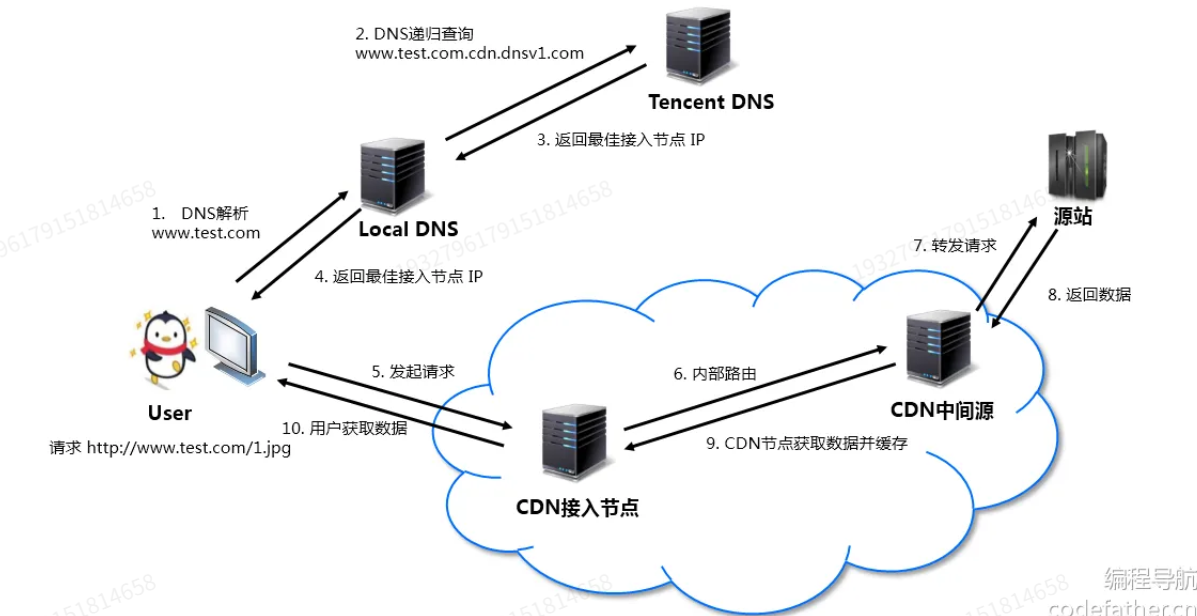 2. DNS递归查询
www.test.com.cdn.dnsv1.com
Tencent DNS
3. 返回最佳接入节点 IP
1. DNS解析
www.test.com
Local DNS
4. 返回最佳接入节点 IP
源站
7. 转发请求
8. 返回数据
User
请求 http://www.test.com/1.jpg
5. 发起请求
10. 用户获取数据
6. 内部路由
CDN中间源
9. CDN节点获取数据并缓存
CDN接入节点
编程导航
codefather.cn
1932796179151814658